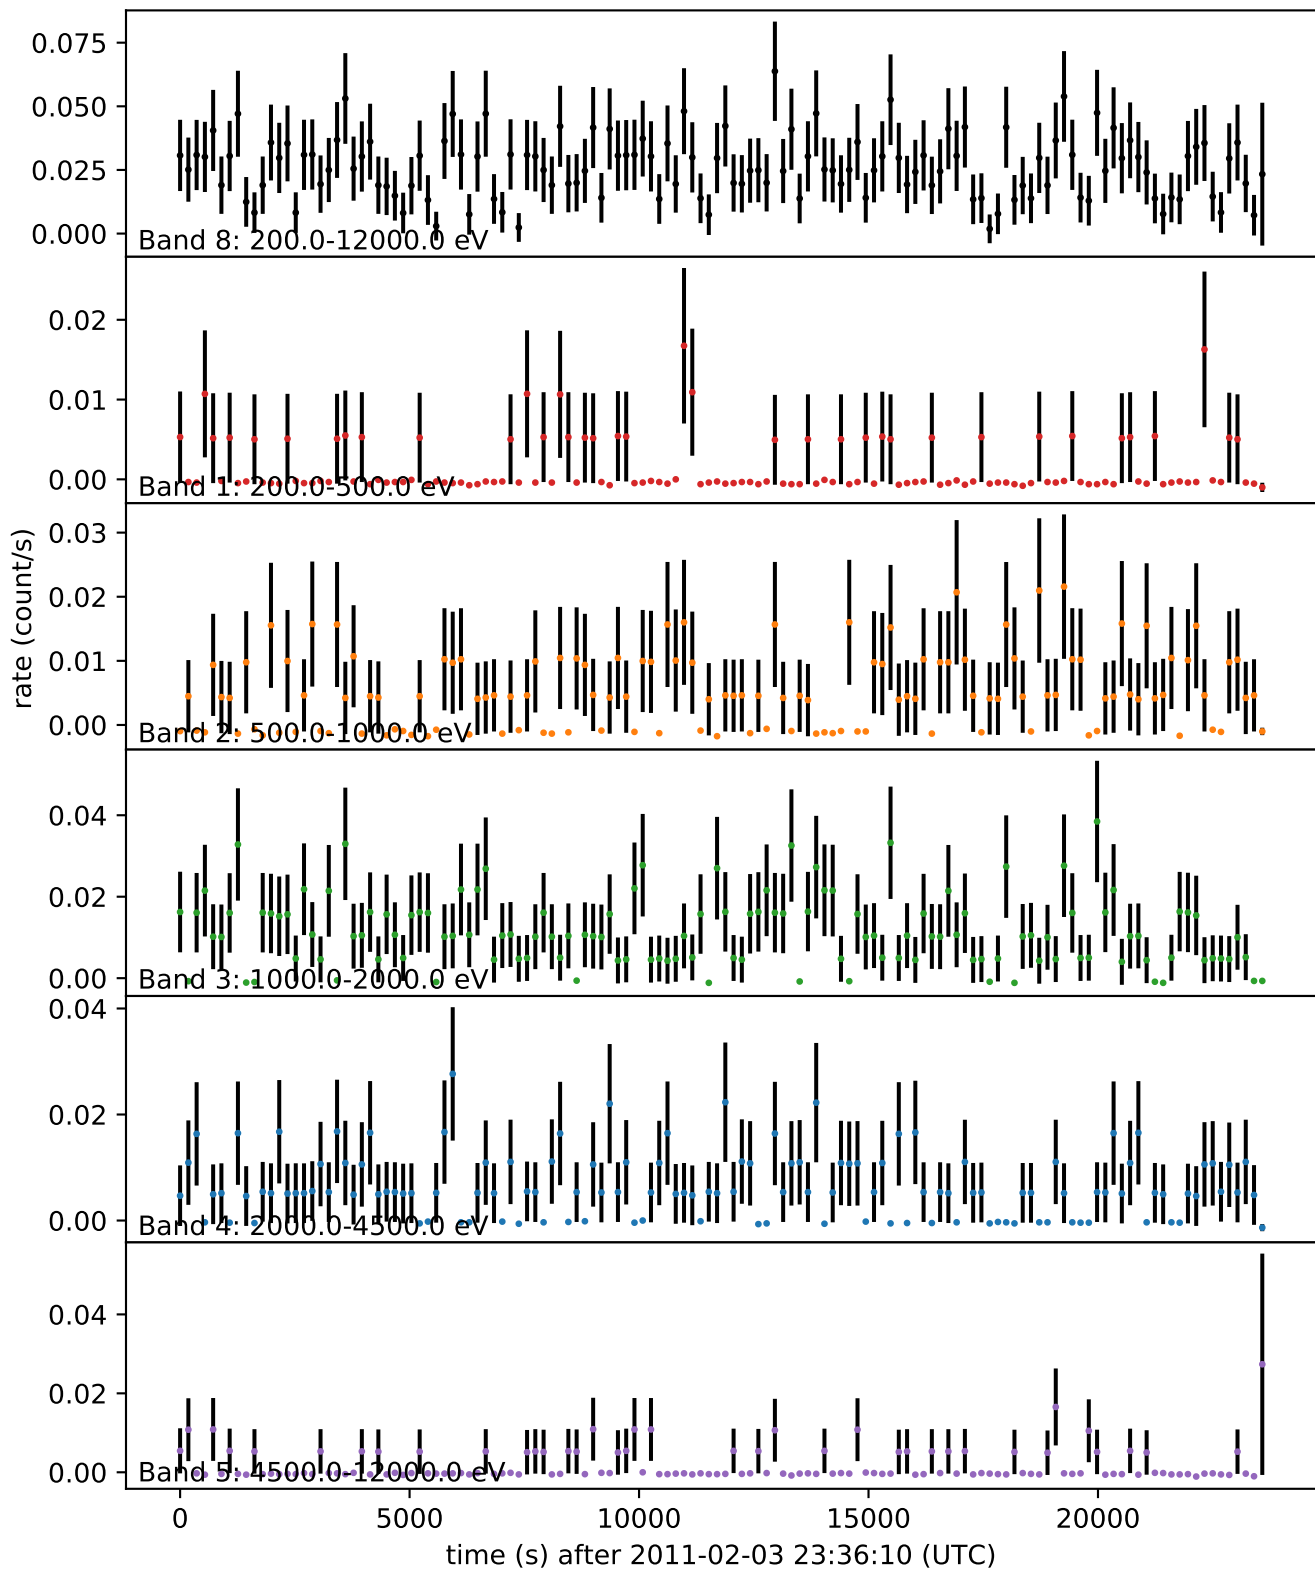 0.075
0.050
0.025
0.000
Band 8: 200.0-12000.0 eV
0.02
0.01
0.00
Band 1: 200.0-500.0 eV
0.03
0.02
0.01
0.00
Band 2: 500.0-1000.0 eV
rate (count/s)
0.04
0.02
0.00
Band 3: 1000.0-2000.0 eV
0.04
0.02
0.00
Band 4: 2000.0-4500.0 eV
0.04
0.02
0.00
Band 5: 4500.0-12000.0 eV
0 5000 10000 15000 20000
time (s) after 2011-02-03 23:36:10 (UTC)